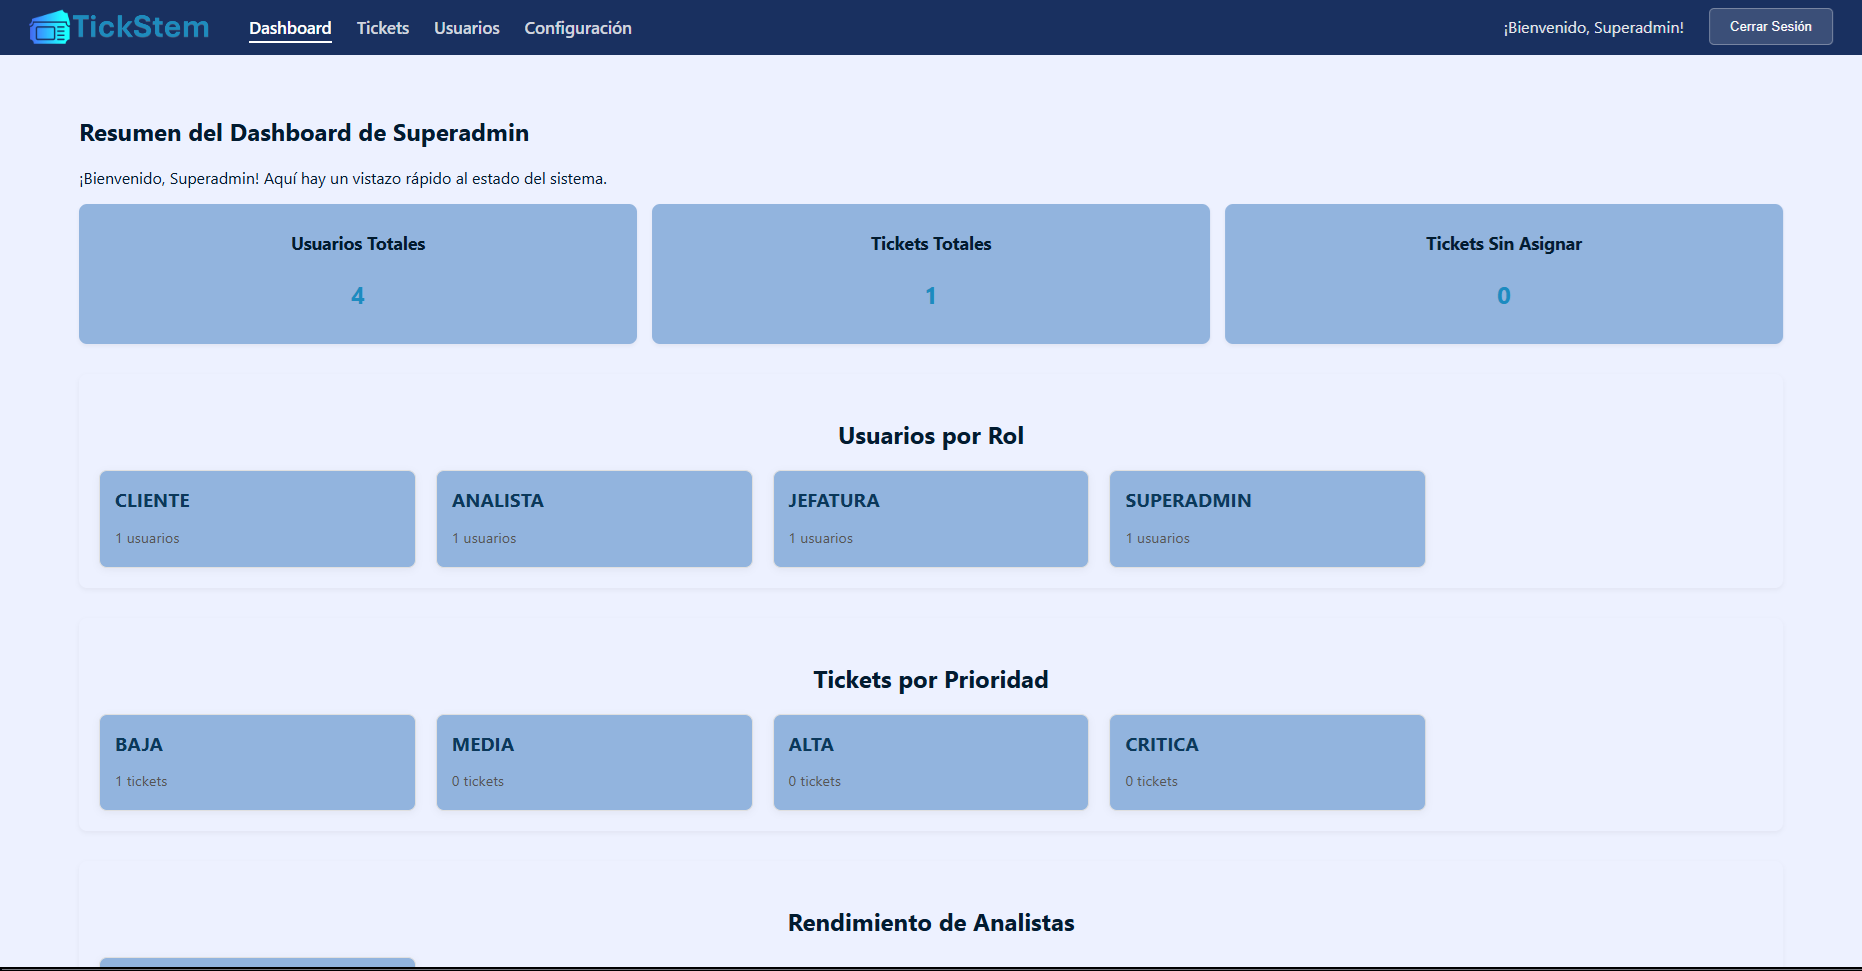 TickStem
Dashboard Tickets Usuarios Configuración ¡Bienvenido, Superadmin! Cerrar Sesión
Resumen del Dashboard de Superadmin
¡Bienvenido, Superadmin! Aquí hay un vistazo rápido al estado del sistema.
Usuarios Totales
4
Tickets Totales
1
Tickets Sin Asignar
0
Usuarios por Rol
CLIENTE
1 usuarios
ANALISTA
1 usuarios
JEFATURA
1 usuarios
SUPERADMIN
1 usuarios
Tickets por Prioridad
BAJA
1 tickets
MEDIA
0 tickets
ALTA
0 tickets
CRITICA
0 tickets
Rendimiento de Analistas